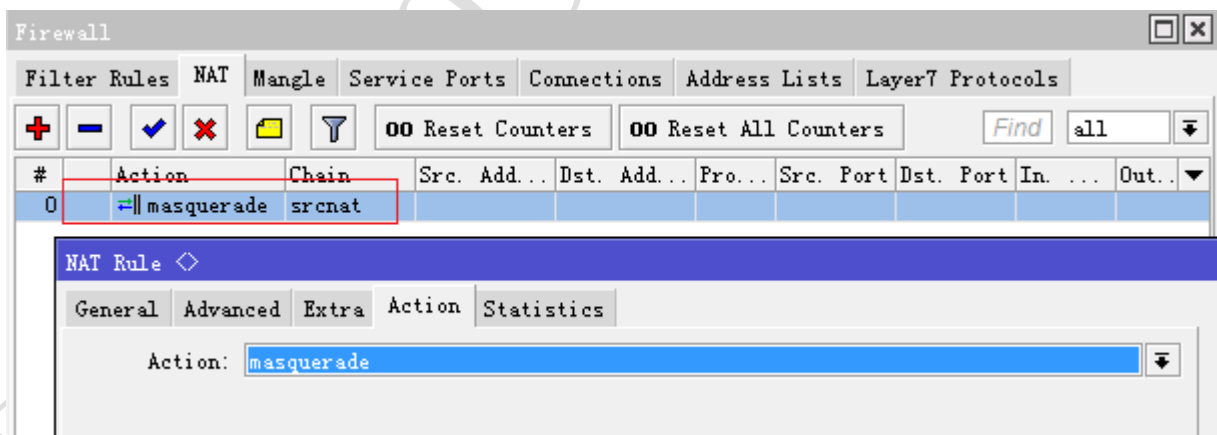 Firewall
Filter Rules NAT Mangle Service Ports Connections Address Lists Layer7 Protocols
00 Reset Counters 00 Reset All Counters Find all
# Action Chain Src. Add... Dst. Add... Pro... Src. Port Dst. Port In. ... Out...
0 masquerade srcnat
NAT Rule <>
General Advanced Extra Action Statistics
Action: masquerade